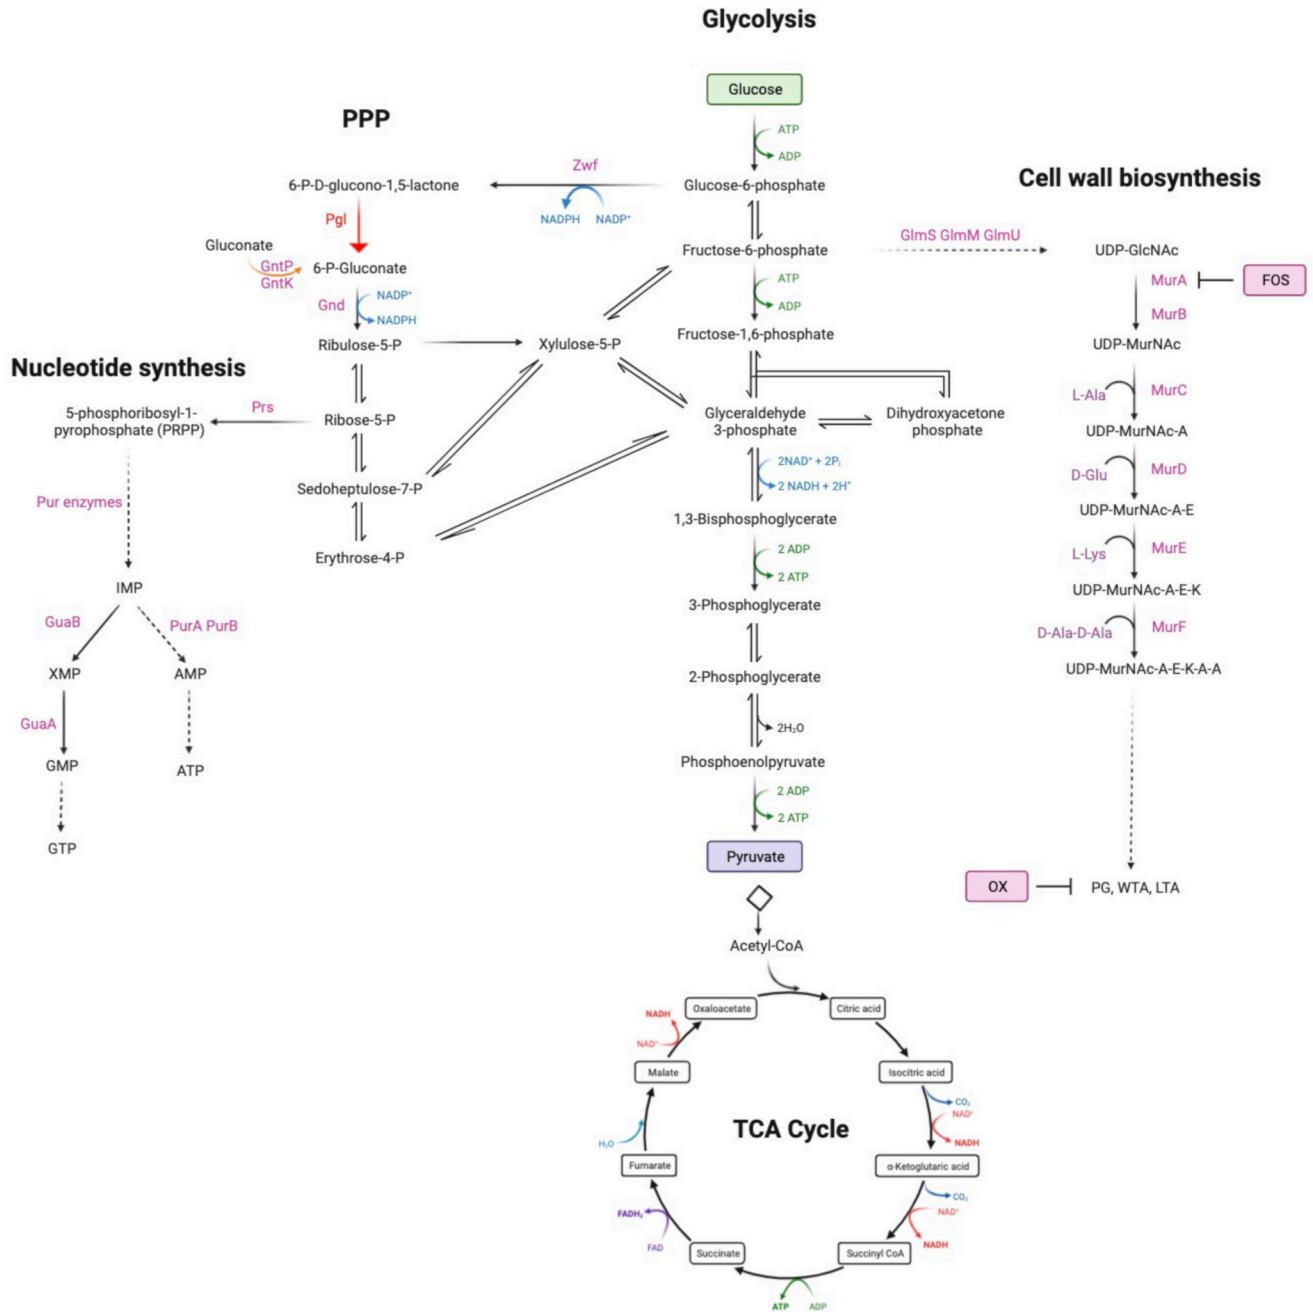 Glycolysis
Glucose
ATP
ADP
PPP
Zwf
6-P-D-glucono-1,5-lactone
Glucose-6-phosphate
NADPH
NADP⁺
Pgl
Gluconate
GntP
GntK
6-P-Gluconate
Fructose-6-phosphate
ATP
ADP
Gnd
NADP⁺
NADPH
Ribulose-5-P
Xylulose-5-P
Fructose-1,6-phosphate
Nucleotide synthesis
5-phosphoribosyl-1-
pyrophosphate (PRPP)
Prs
Ribose-5-P
Glyceraldehyde
3-phosphate
Dihydroxyacetone
phosphate
2NAD⁺ + 2Pᵢ
2 NADH + 2H⁺
Sedoheptulose-7-P
Pur enzymes
Erythrose-4-P
1,3-Bisphosphoglycerate
2 ADP
2 ATP
IMP
3-Phosphoglycerate
GuaB
PurA PurB
XMP
AMP
2-Phosphoglycerate
GuaA
2H₂O
GMP
ATP
Phosphoenolpyruvate
2 ADP
2 ATP
GTP
Pyruvate
Cell wall biosynthesis
GlmS GlmM GlmU
UDP-GlcNAc
MurA
FOS
MurB
UDP-MurNAc
L-Ala
MurC
UDP-MurNAc-A
D-Glu
MurD
UDP-MurNAc-A-E
L-Lys
MurE
UDP-MurNAc-A-E-K
D-Ala-D-Ala
MurF
UDP-MurNAc-A-E-K-A-A
OX
PG, WTA, LTA
Acetyl-CoA
Oxaloacetate
Citric acid
NADH
NAD⁺
Malate
Isocitric acid
CO₂
NAD⁺
NADH
TCA Cycle
H₂O
Fumarate
α-Ketoglutaric acid
CO₂
NAD⁺
NADH
FADH₂
FAD
Succinate
Succinyl CoA
ATP
ADP